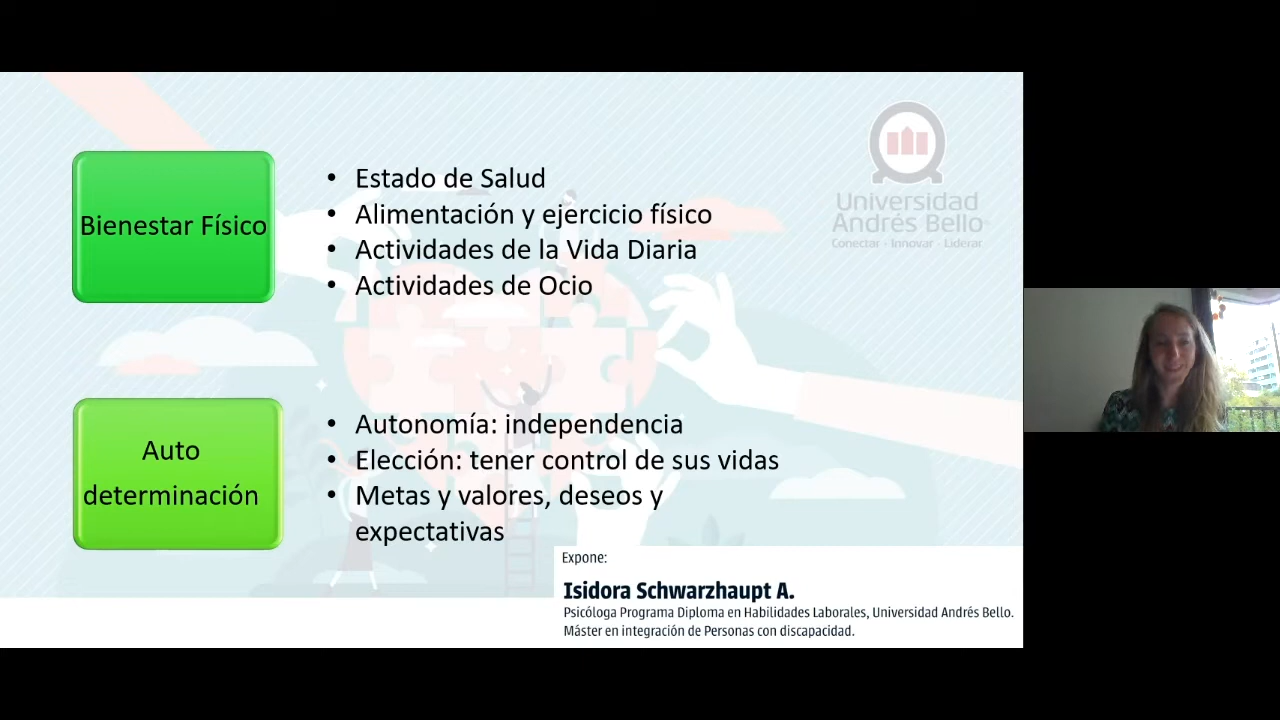 Universidad
Andrés Bello
Conectar - Innovar - Liderar
Bienestar Físico
• Estado de Salud
• Alimentación y ejercicio físico
• Actividades de la Vida Diaria
• Actividades de Ocio
Auto
determinación
• Autonomía: independencia
• Elección: tener control de sus vidas
• Metas y valores, deseos y
expectativas
Expone:
Isidora Schwarzhaupt A.
Psicóloga Programa Diploma en Habilidades Laborales, Universidad Andrés Bello.
Máster en integración de Personas con discapacidad.